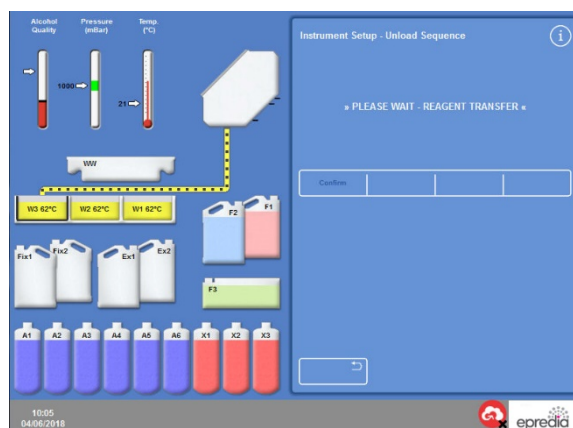 Alcohol Quality
Pressure (mBar)
Temp. (°C)
1000
21
WW
W3 62°C
W2 62°C
W1 62°C
F2
F1
Fix1
Fix2
Ex1
Ex2
F3
A1
A2
A3
A4
A5
A6
X1
X2
X3
Instrument Setup - Unload Sequence
i
» PLEASE WAIT - REAGENT TRANSFER «
Confirm
10:05
04/06/2018
epredia